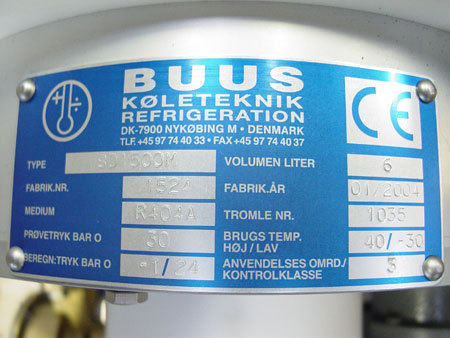 BUUS
KØLETEKNIK
REFRIGERATION
DK-7900 NYKØBING M • DENMARK
TLF. +45 97 74 40 33 • FAX +45 97 74 40 37
CE
TYPE SD1500M VOLUMEN LITER 6
FABRIK.NR. 1524 FABRIK.ÅR 01/2004
MEDIUM R404A TROMLE NR. 1035
PRØVETRYK BAR O 30 BRUGS TEMP. HØJ / LAV 40/-30
BEREGN:TRYK BAR O -1/24 ANVENDELSES OMRD./ KONTROLKLASSE 3